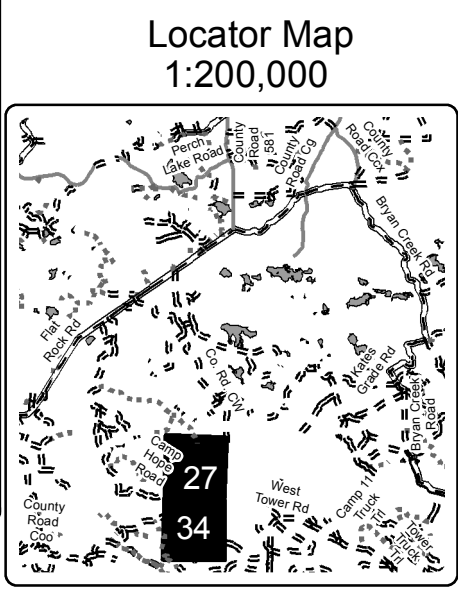 Locator Map
1:200,000
Perch
Lake Road
County
Road
581
County
Road Cg
County
Road Ccx
Bryan Creek Rd
Flat
Rock Rd
Co. Rd. CW
Kates
Grade Rd
Bryan Creek
Road
Camp
Hope
Road
27
34
County
Road
Coo
West
Tower Rd
Camp 11
Truck
Trl
Tower
Truck
Trl